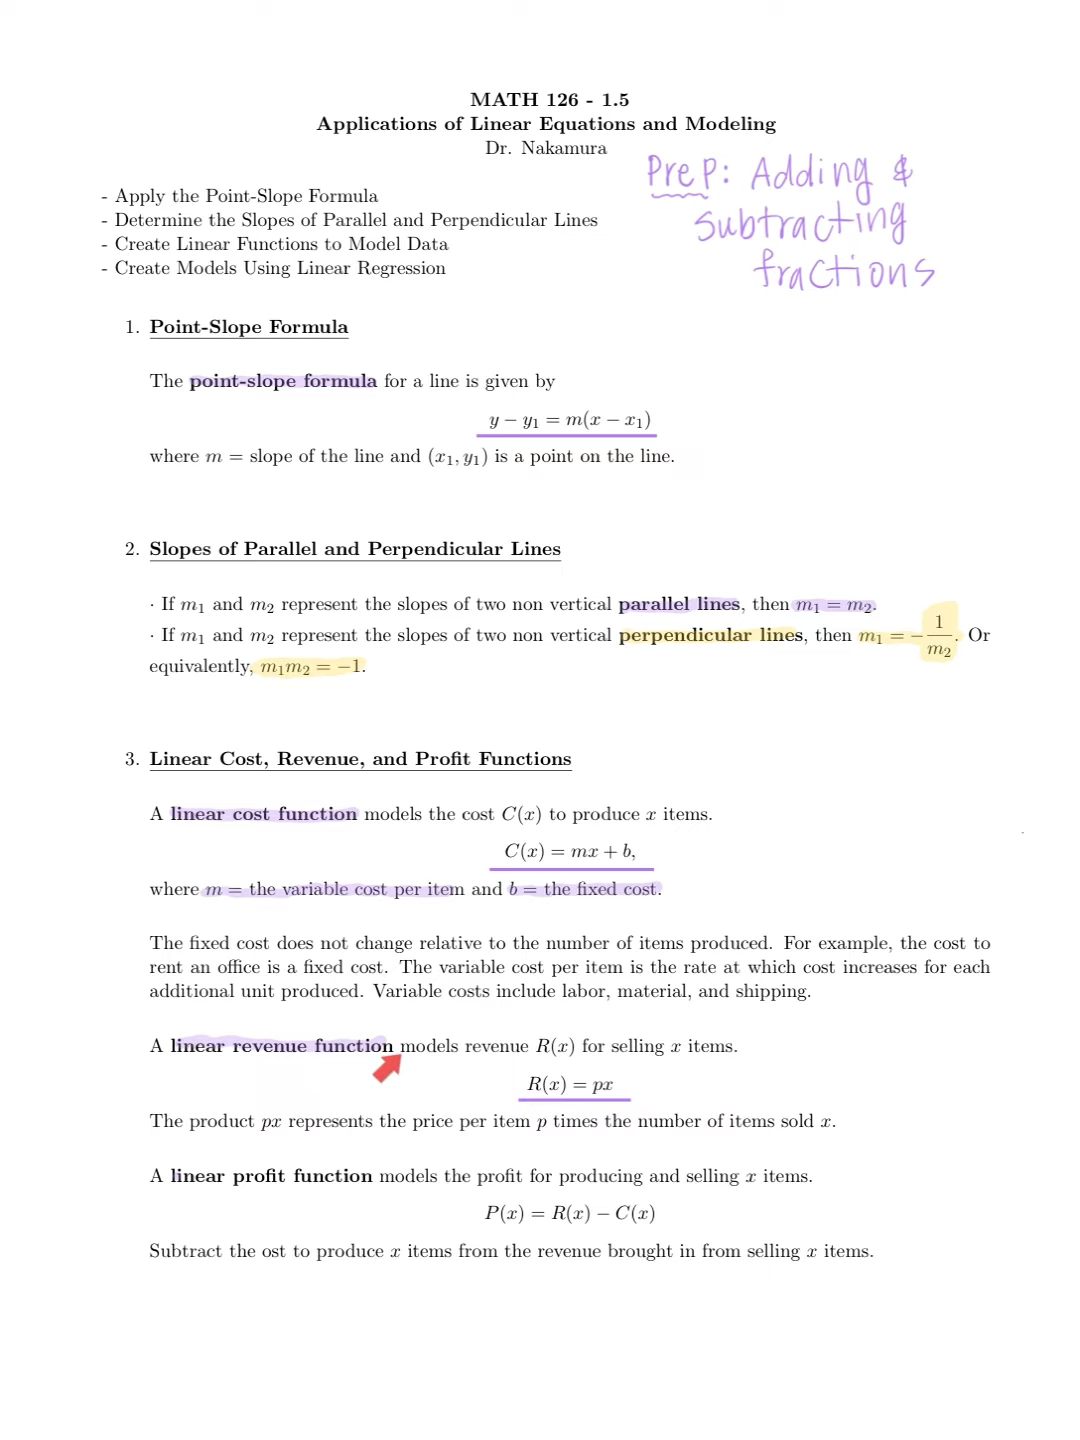 MATH 126 - 1.5
Applications of Linear Equations and Modeling
Dr. Nakamura
Prep: Adding &
Subtracting
fractions
- Apply the Point-Slope Formula
- Determine the Slopes of Parallel and Perpendicular Lines
- Create Linear Functions to Model Data
- Create Models Using Linear Regression
1. Point-Slope Formula
The point-slope formula for a line is given by
y − y₁ = m(x − x₁)
where m = slope of the line and (x₁, y₁) is a point on the line.
2. Slopes of Parallel and Perpendicular Lines
· If m₁ and m₂ represent the slopes of two non vertical parallel lines, then m₁ = m₂.
· If m₁ and m₂ represent the slopes of two non vertical perpendicular lines, then m₁ = −1/m₂. Or
equivalently, m₁m₂ = −1.
3. Linear Cost, Revenue, and Profit Functions
A linear cost function models the cost C(x) to produce x items.
C(x) = mx + b,
where m = the variable cost per item and b = the fixed cost.
The fixed cost does not change relative to the number of items produced. For example, the cost to
rent an office is a fixed cost. The variable cost per item is the rate at which cost increases for each
additional unit produced. Variable costs include labor, material, and shipping.
A linear revenue function models revenue R(x) for selling x items.
R(x) = px
The product px represents the price per item p times the number of items sold x.
A linear profit function models the profit for producing and selling x items.
P(x) = R(x) − C(x)
Subtract the ost to produce x items from the revenue brought in from selling x items.